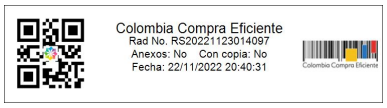 Colombia Compra Eficiente
Rad No. RS20221123014097
Anexos: No Con copia: No
Fecha: 22/11/2022 20:40:31
Colombia Compra Eficiente